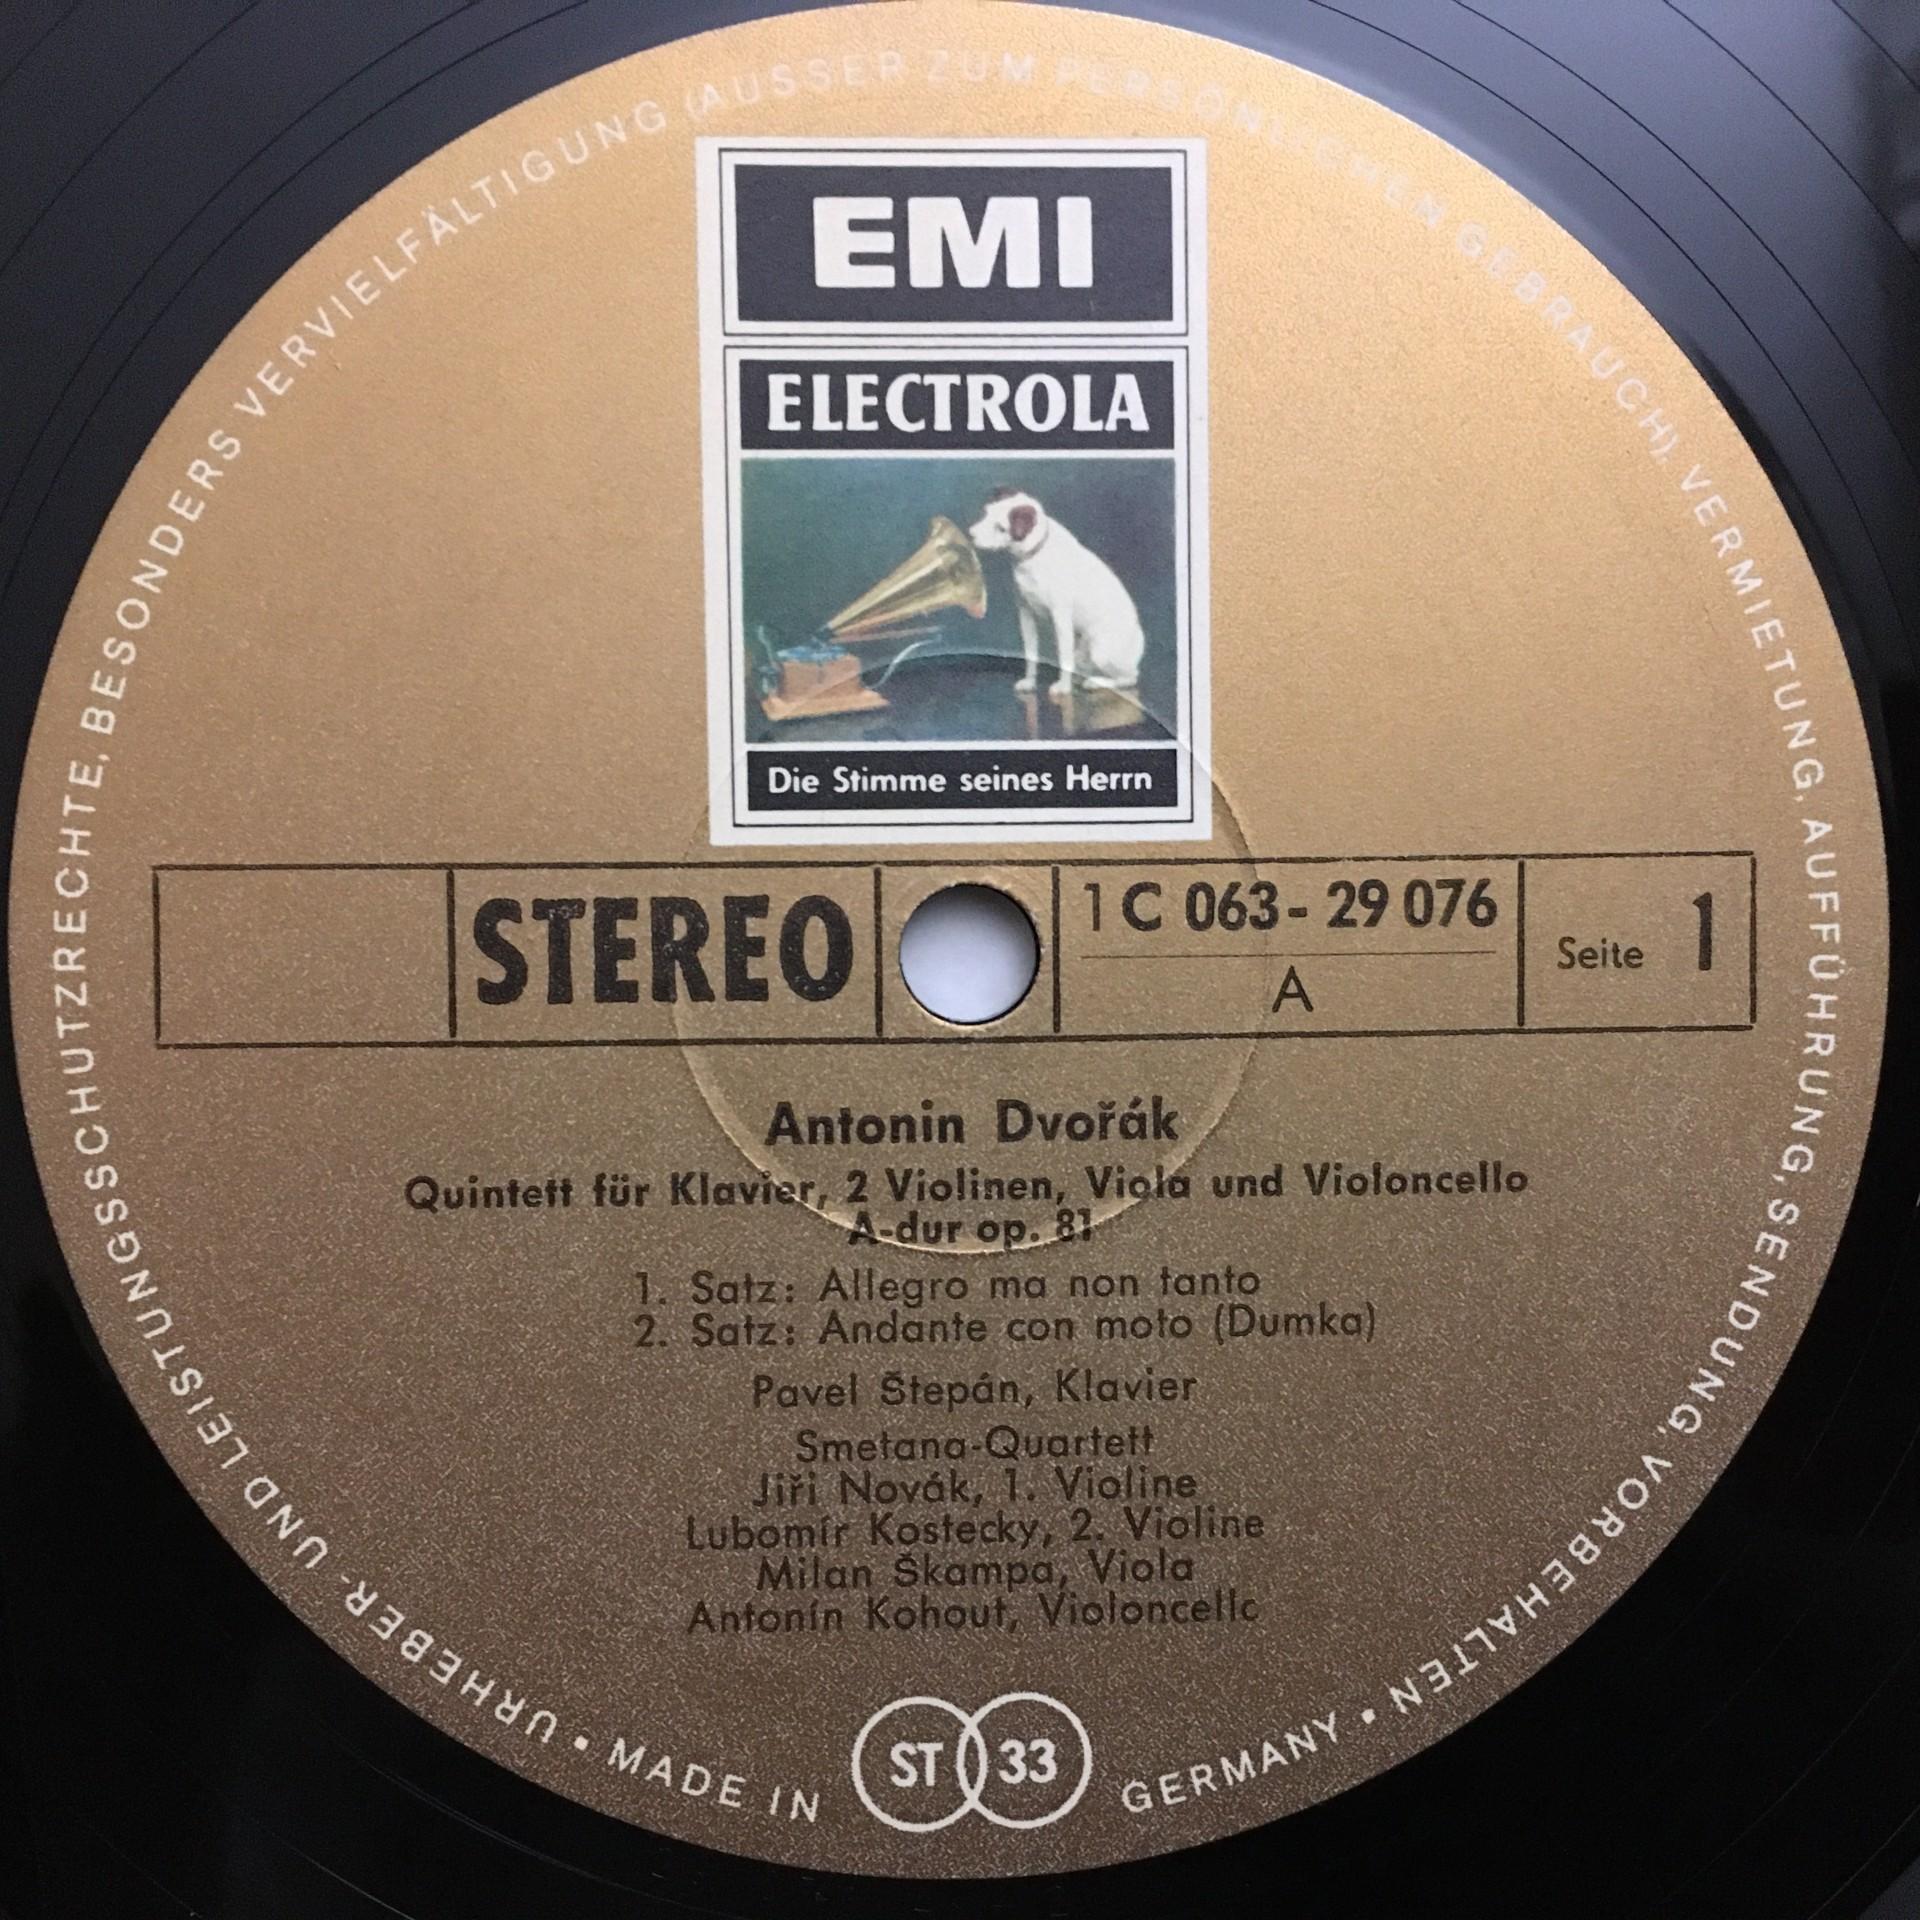 URHEBER- UND LEISTUNGSSCHUTZRECHTE, BESONDERS VERVIELFÄLTIGUNG (AUSSER ZUM PERSÖNLICHEN GEBRAUCH), VERMIETUNG, AUFFÜHRUNG, SENDUNG, VORBEHALTEN •
EMI
ELECTROLA
Die Stimme seines Herrn
STEREO
1 C 063-29 076
A
Seite 1
Antonin Dvořák
Quintett für Klavier, 2 Violinen, Viola und Violoncello
A-dur op. 81
1. Satz: Allegro ma non tanto
2. Satz: Andante con moto (Dumka)
Pavel Štepán, Klavier
Smetana-Quartett
Jiři Novák, 1. Violine
Lubomír Kostecky, 2. Violine
Milan Škampa, Viola
Antonín Kohout, Violoncello
• MADE IN GERMANY
ST 33